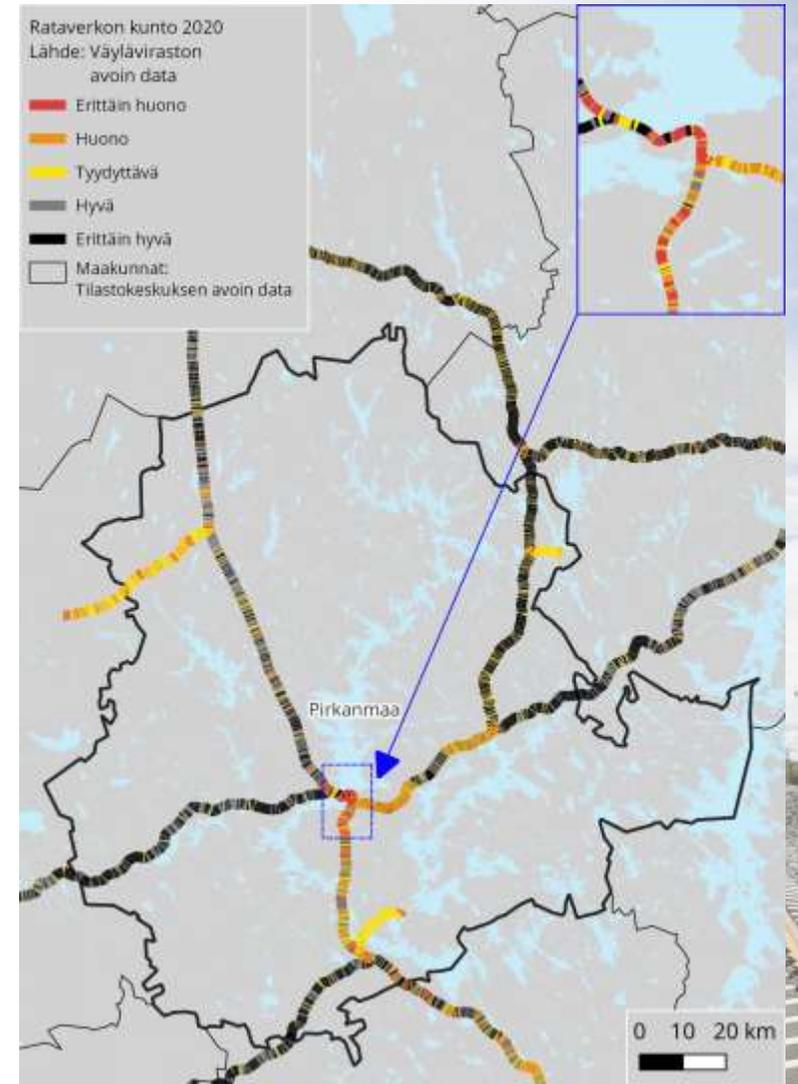 Rataverkon kunto 2020
Lähde: Väyläviraston
avoin data
Erittäin huono
Huono
Tyydyttävä
Hyvä
Erittäin hyvä
Maakunnat:
Tilastokeskuksen avoin data
Pirkanmaa
0 10 20 km